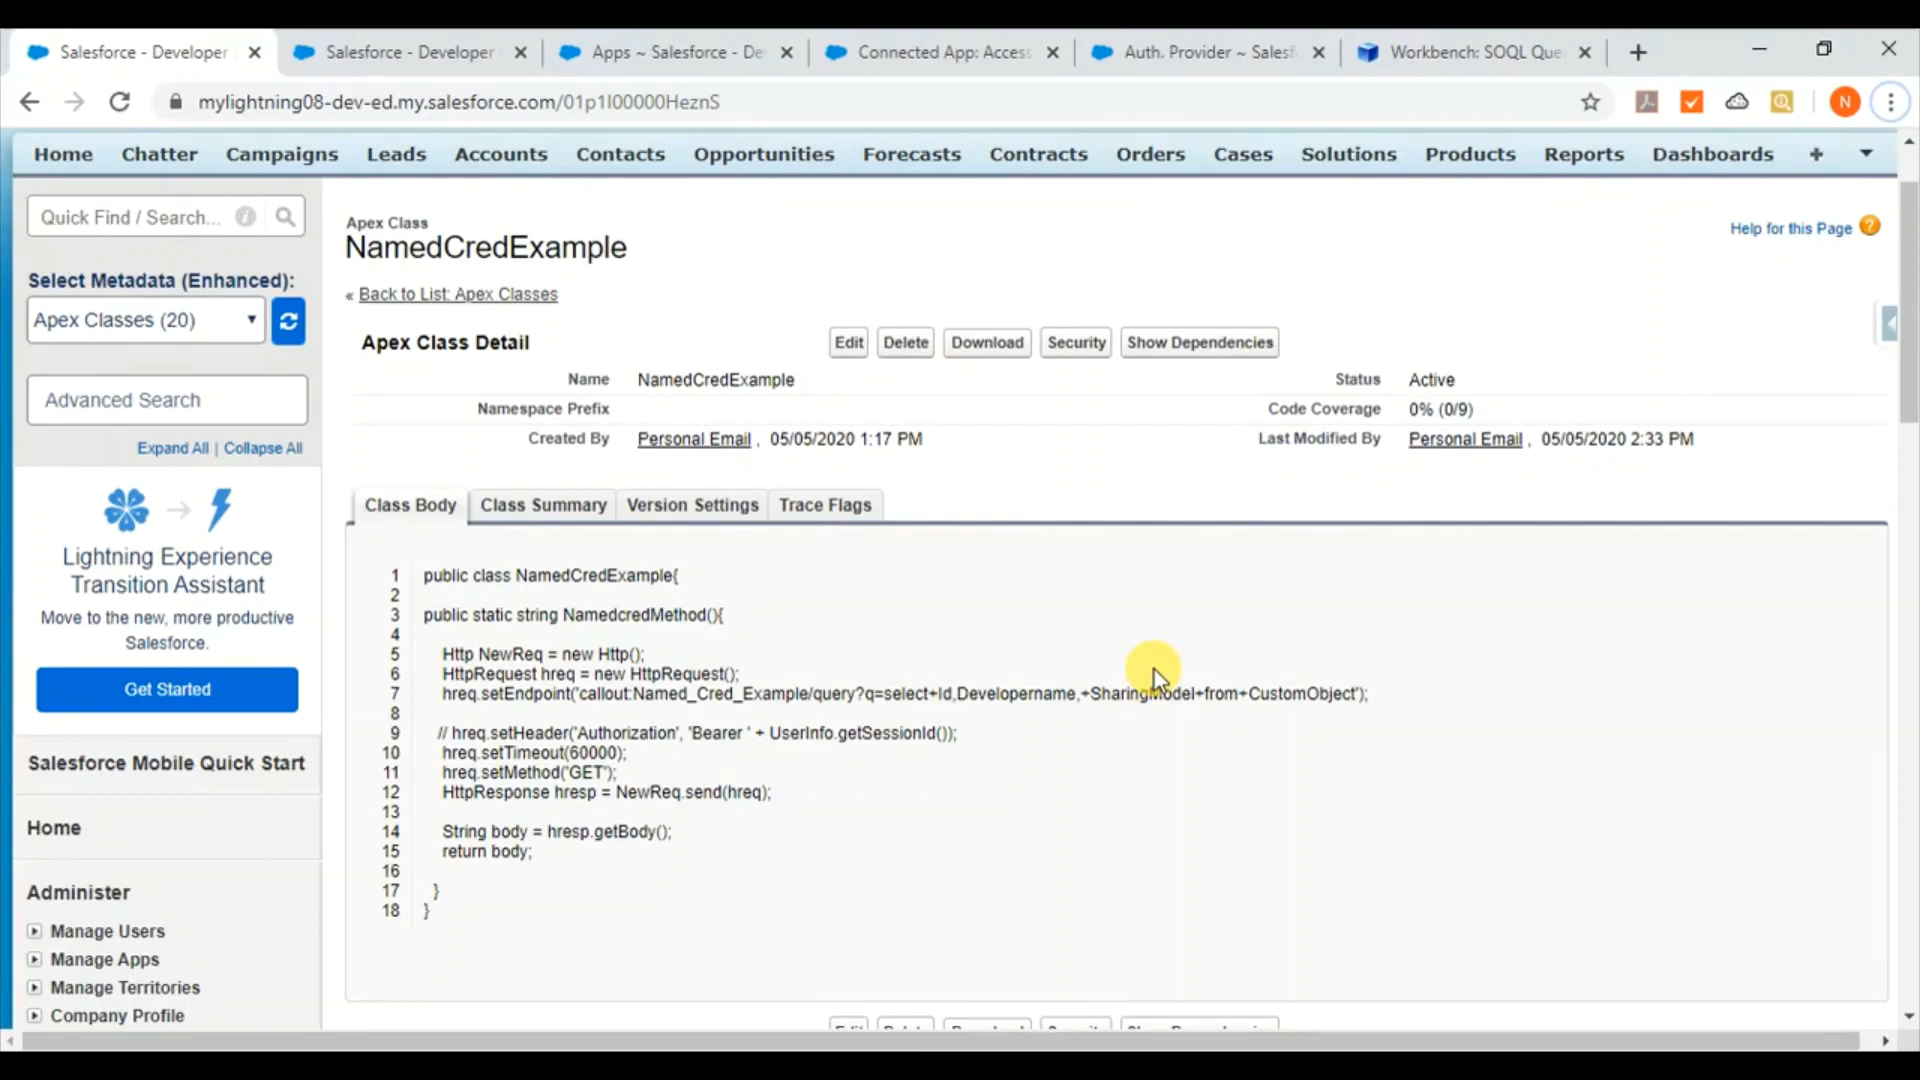 Salesforce - Developer
Salesforce - Developer
Apps ~ Salesforce - De
Connected App: Access
Auth. Provider ~ Salesf
Workbench: SOQL Que
mylightning08-dev-ed.my.salesforce.com/01p1I00000HeznS
N
Home Chatter Campaigns Leads Accounts Contacts Opportunities Forecasts Contracts Orders Cases Solutions Products Reports Dashboards +
Quick Find / Search...
Select Metadata (Enhanced):
Apex Classes (20)
Advanced Search
Expand All | Collapse All
Lightning Experience
Transition Assistant
Move to the new, more productive
Salesforce.
Get Started
Salesforce Mobile Quick Start
Home
Administer
Manage Users
Manage Apps
Manage Territories
Company Profile
Apex Class
NamedCredExample
Help for this Page ?
« Back to List: Apex Classes
Apex Class Detail
Edit Delete Download Security Show Dependencies
Name NamedCredExample Status Active
Namespace Prefix Code Coverage 0% (0/9)
Created By Personal Email , 05/05/2020 1:17 PM Last Modified By Personal Email , 05/05/2020 2:33 PM
Class Body Class Summary Version Settings Trace Flags
1 public class NamedCredExample{
2
3 public static string NamedcredMethod(){
4
5 Http NewReq = new Http();
6 HttpRequest hreq = new HttpRequest();
7 hreq.setEndpoint('callout:Named_Cred_Example/query?q=select+Id,Developername,+SharingModel+from+CustomObject');
8
9 // hreq.setHeader('Authorization', 'Bearer ' + UserInfo.getSessionId());
10 hreq.setTimeout(60000);
11 hreq.setMethod('GET');
12 HttpResponse hresp = NewReq.send(hreq);
13
14 String body = hresp.getBody();
15 return body;
16
17 }
18 }